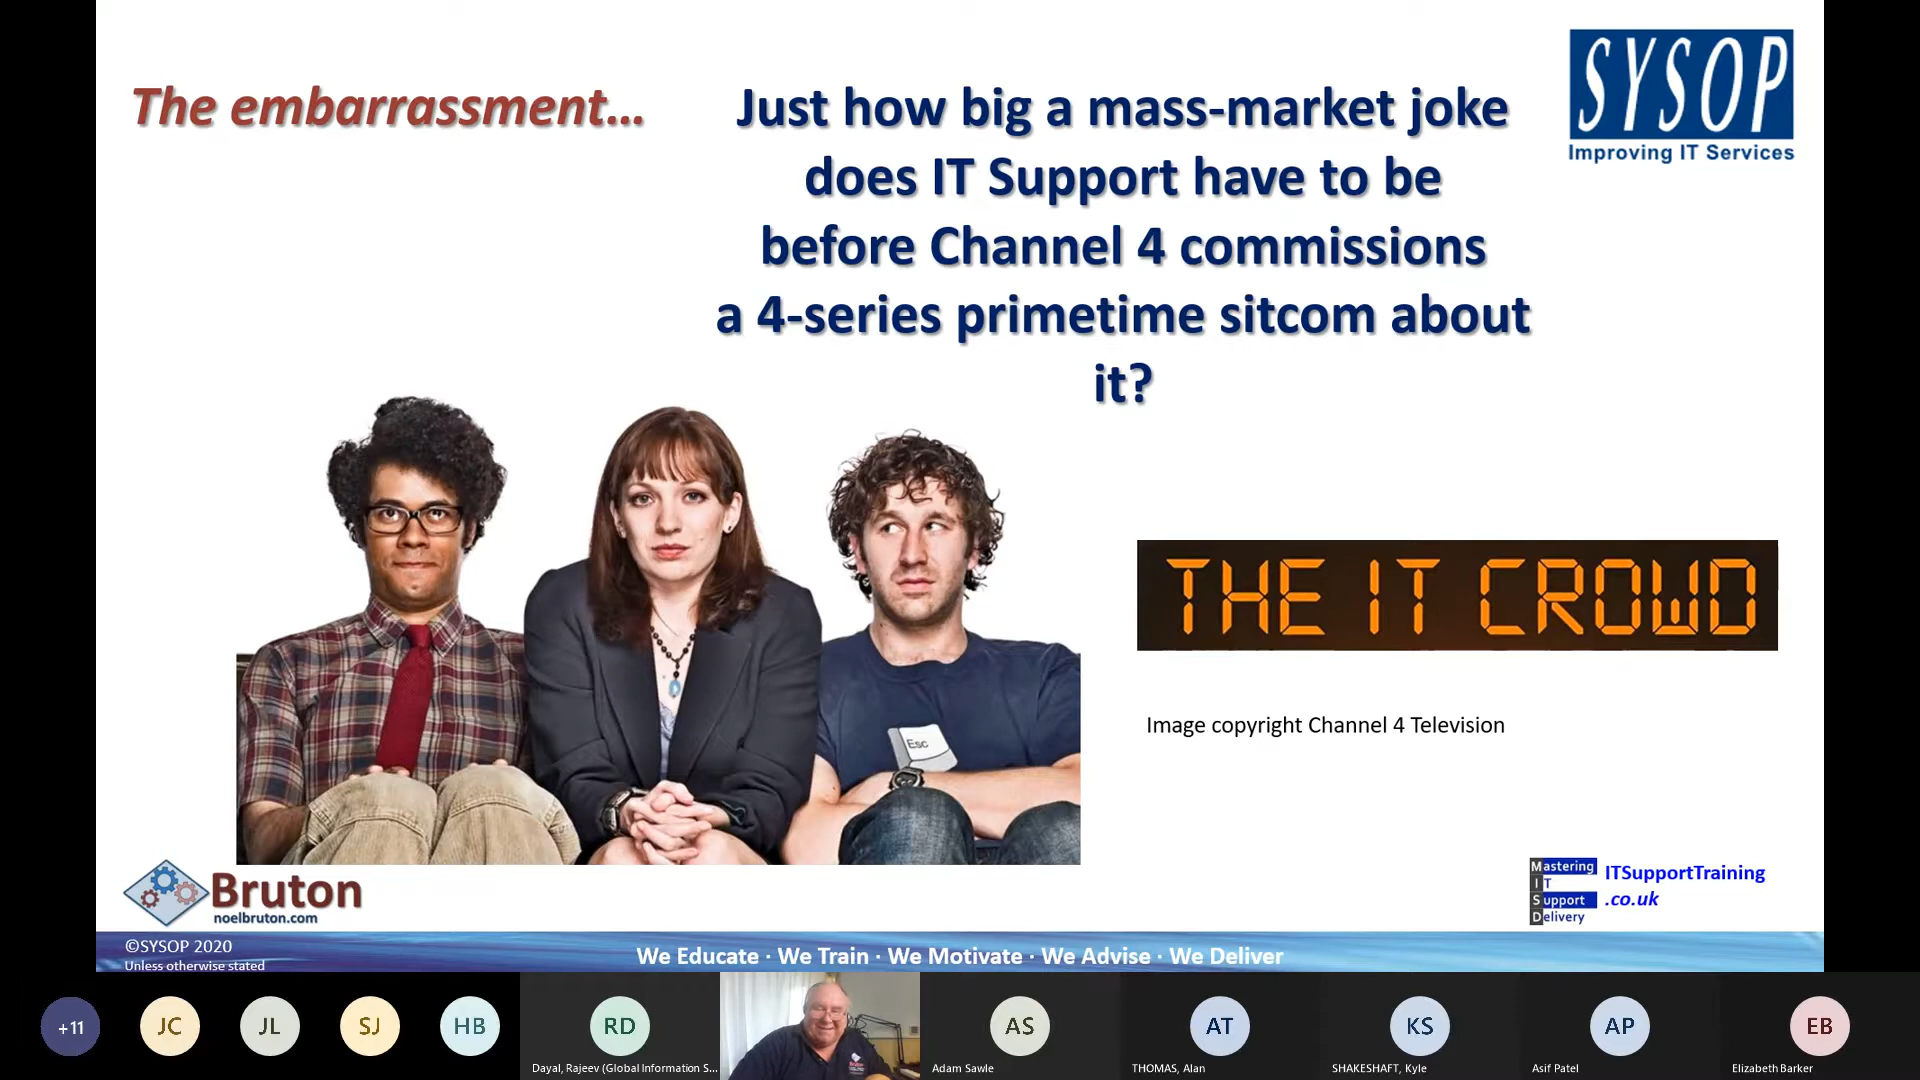 The embarrassment...
Just how big a mass-market joke
does IT Support have to be
before Channel 4 commissions
a 4-series primetime sitcom about
it?
SYSOP
Improving IT Services
Esc
THE IT CROWD
Image copyright Channel 4 Television
Bruton
noelbruton.com
Mastering
IT
Support
Delivery
ITSupportTraining
.co.uk
©SYSOP 2020
Unless otherwise stated
We Educate · We Train · We Motivate · We Advise · We Deliver
+11
JC
JL
SJ
HB
RD
AS
AT
KS
AP
EB
Dayal, Rajeev (Global Information S...
Adam Sawle
THOMAS, Alan
SHAKESHAFT, Kyle
Asif Patel
Elizabeth Barker